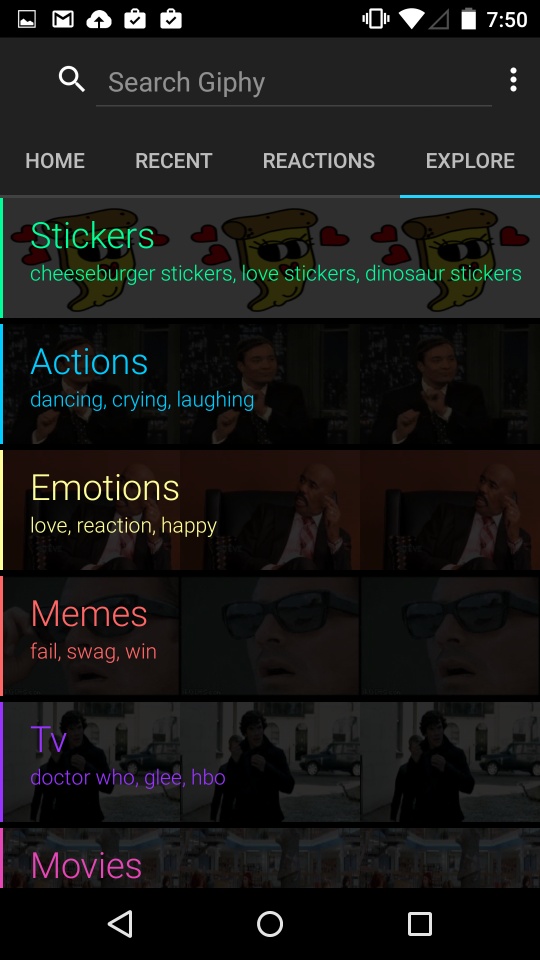 7:50
Search Giphy
HOME RECENT REACTIONS EXPLORE
Stickers
cheeseburger stickers, love stickers, dinosaur stickers
Actions
dancing, crying, laughing
Emotions
love, reaction, happy
Memes
fail, swag, win
Tv
doctor who, glee, hbo
Movies